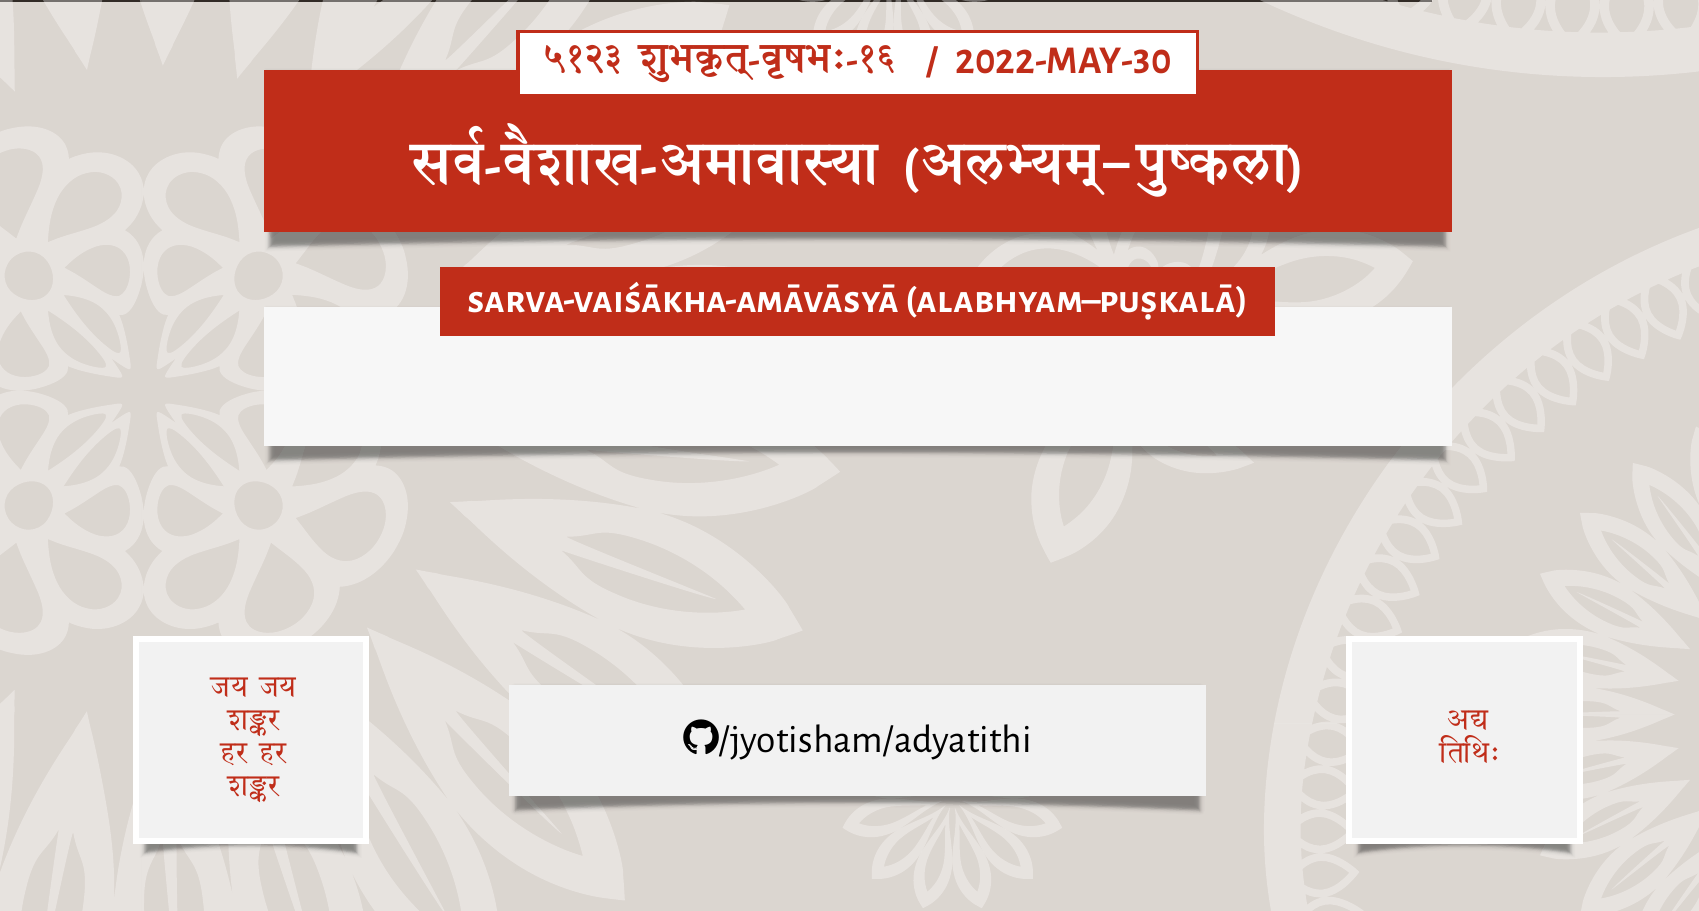 ५१२३ शुभकृत्-वृषभः-१६ / 2022-MAY-30
सर्व-वैशाख-अमावास्या (अलभ्यम्–पुष्कला)
SARVA-VAIŚĀKHA-AMĀVĀSYĀ (ALABHYAM–PUṢKALĀ)
जय जय
शङ्कर
हर हर
शङ्कर
/jyotisham/adyatithi
अद्य
तिथिः